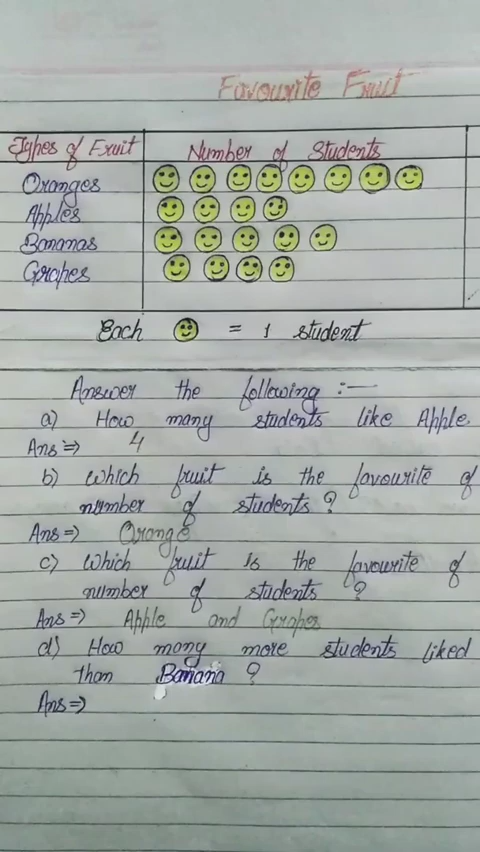 Favourite Fruit
Types of Fruit Number of Students
Oranges
Apples
Bananas
Grapes
Each = 1 student
Answer the following :—
a) How many students like Apple
Ans => 4
b) Which fruit is the favourite of
number of students ?
Ans => Orange
c) Which fruit is the favourite of
number of students ?
Ans => Apple and Grapes
d) How many more students liked
than Banana ?
Ans =>